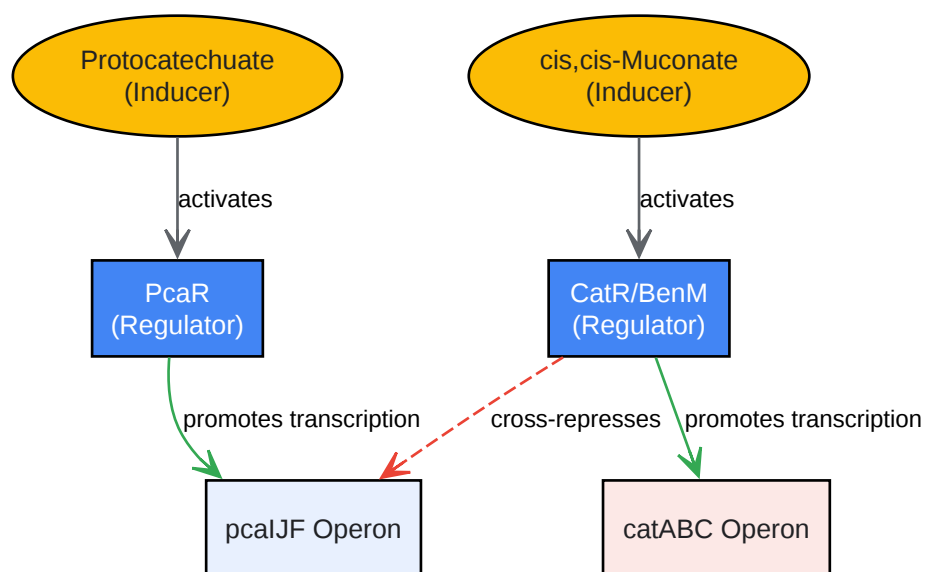 Protocatechuate
(Inducer)
cis,cis-Muconate
(Inducer)
activates
activates
PcaR
(Regulator)
CatR/BenM
(Regulator)
promotes transcription
cross-represses
promotes transcription
pcaIJF Operon
catABC Operon